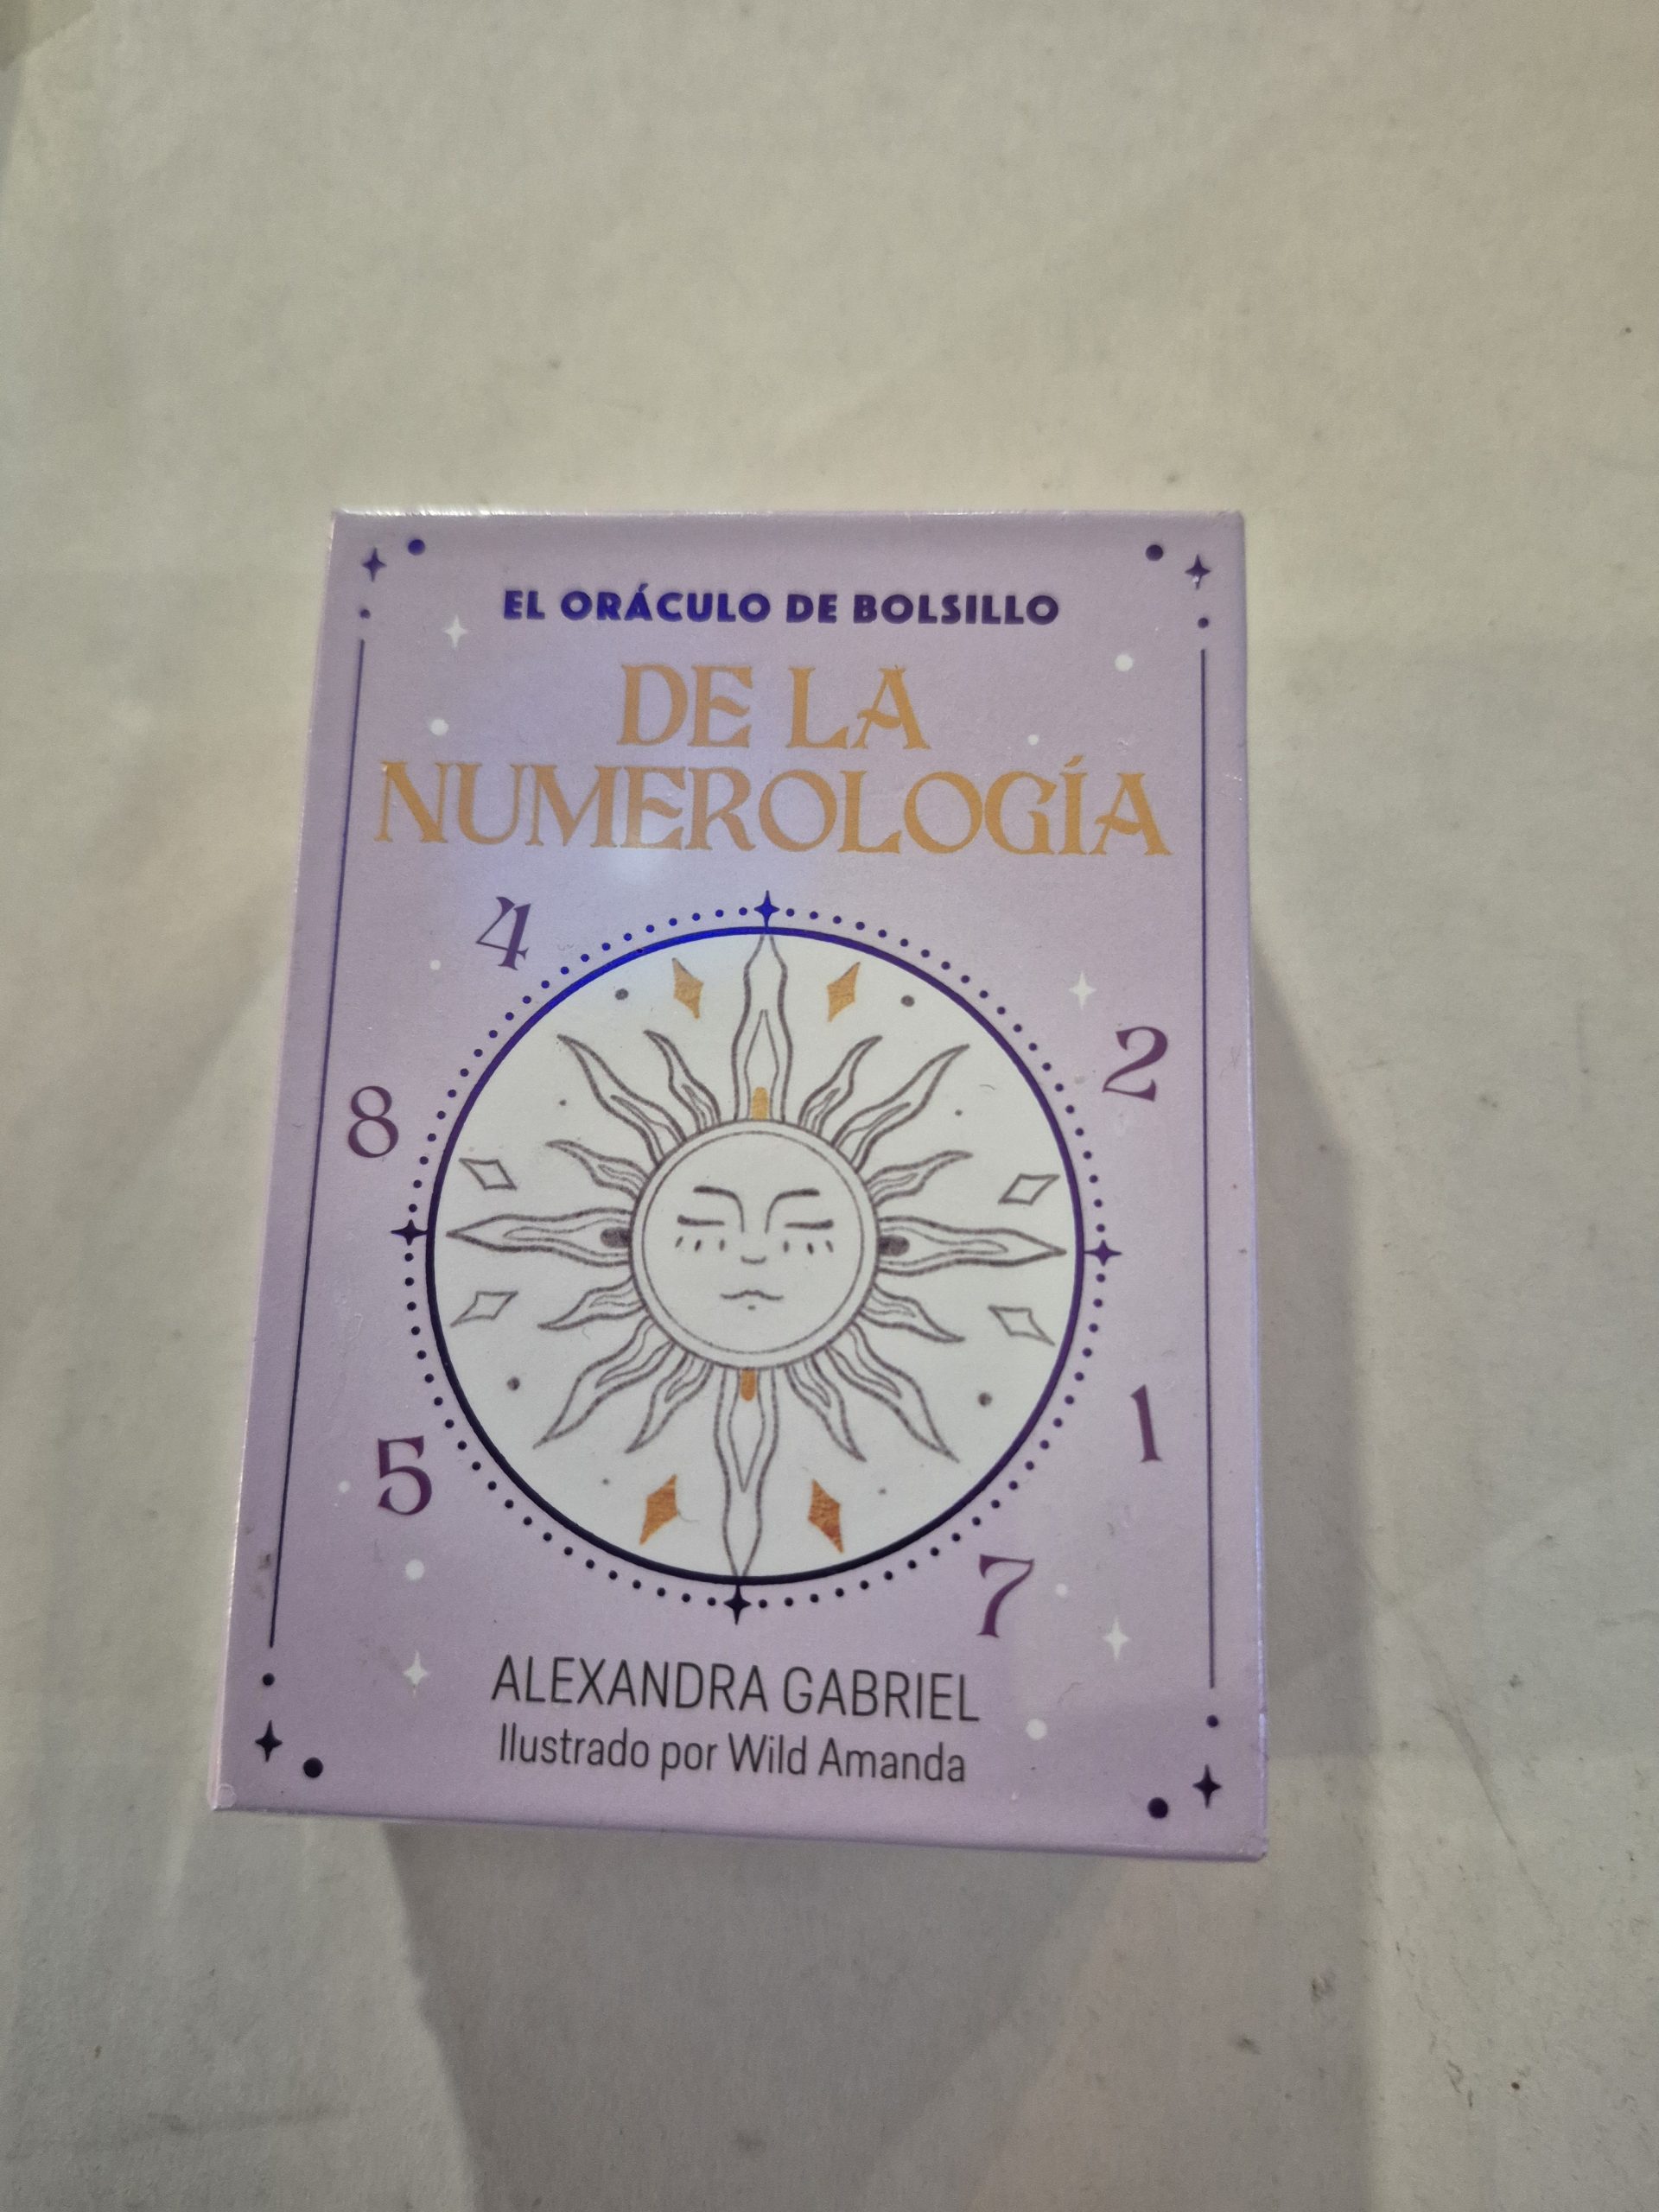 EL ORÁCULO DE BOLSILLO
DE LA
NUMEROLOGÍA
4
2
8
1
5
7
ALEXANDRA GABRIEL
Ilustrado por Wild Amanda